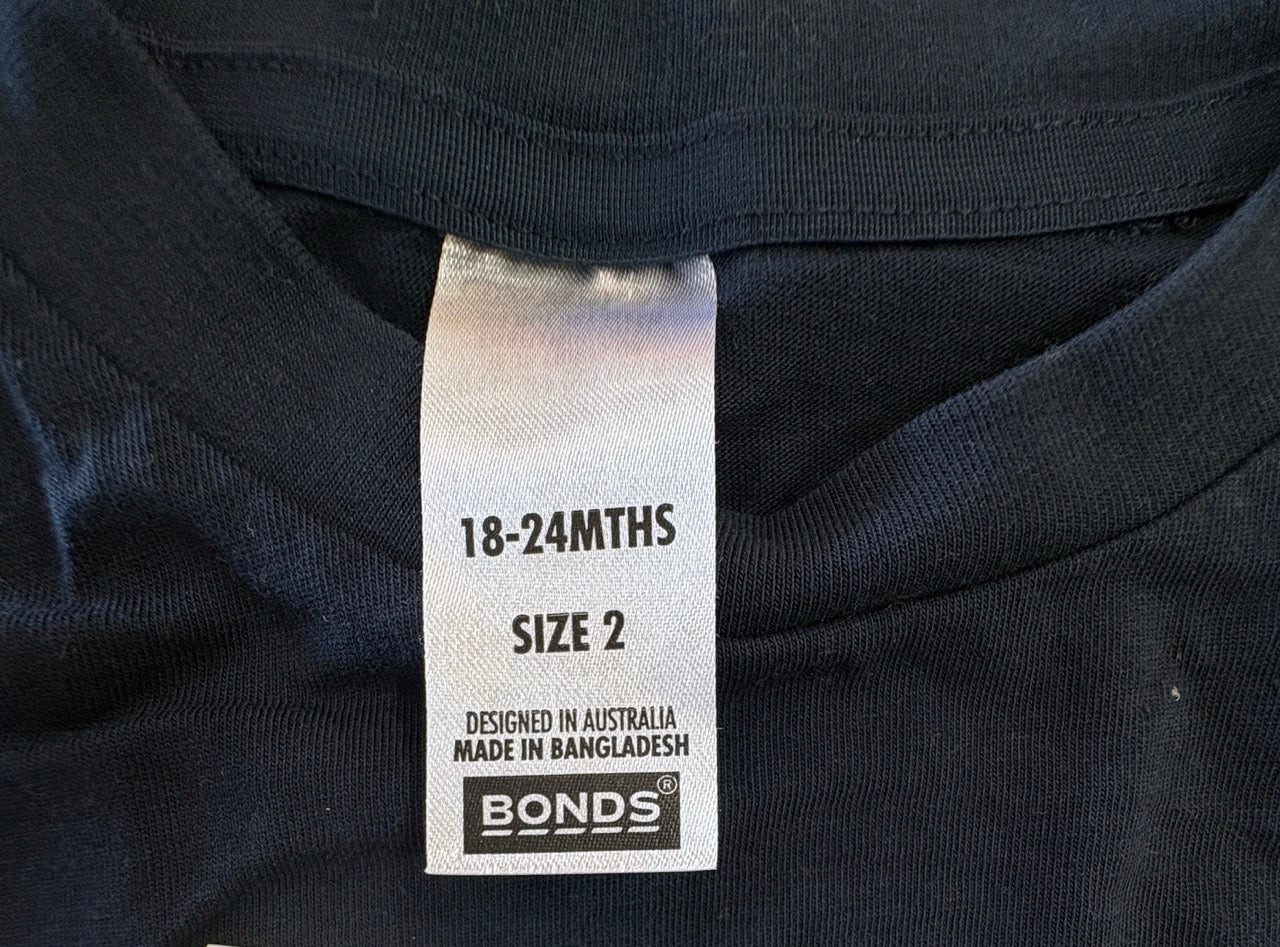 18-24MTHS
SIZE 2
DESIGNED IN AUSTRALIA
MADE IN BANGLADESH
BONDS®